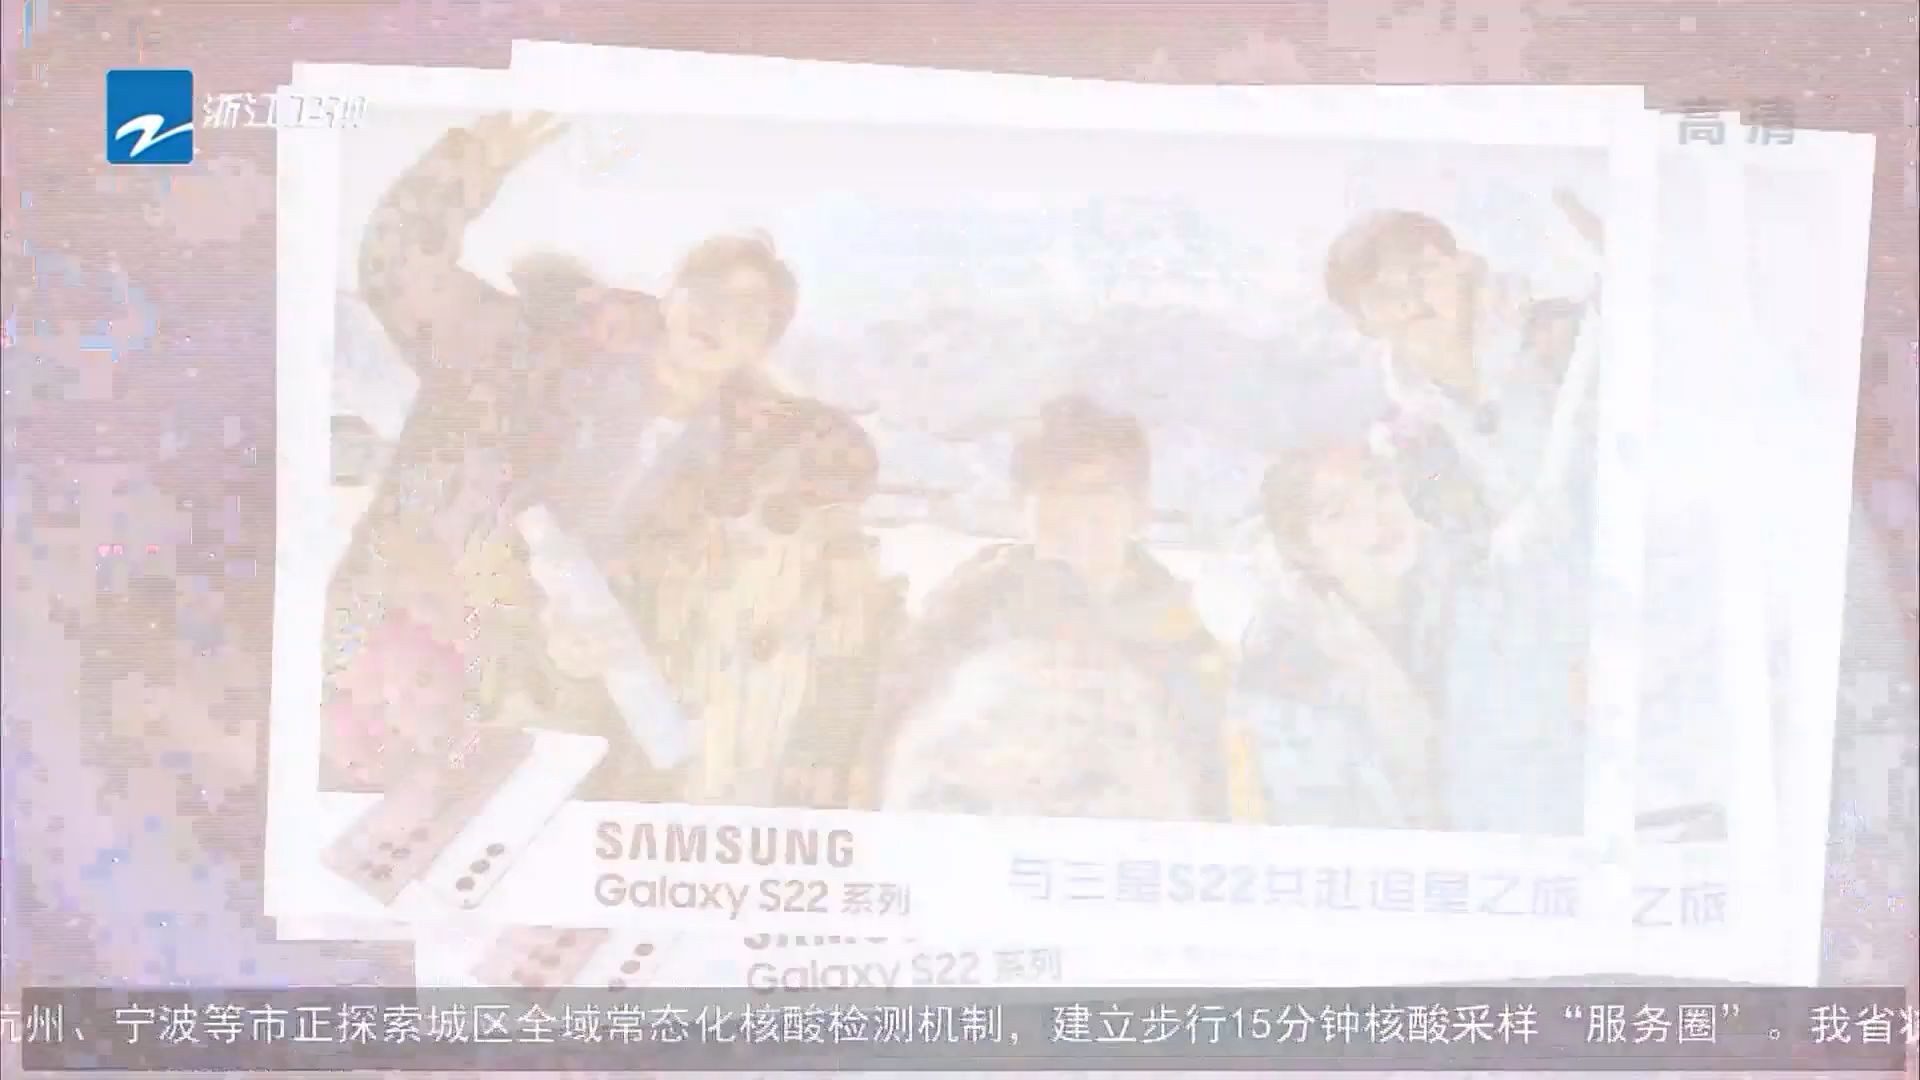 浙江卫视
高清
SAMSUNG
Galaxy S22 系列
与三星S22共赴追星之旅
之旅
Galaxy S22 系列
杭州、宁波等市正探索城区全域常态化核酸检测机制，建立步行15分钟核酸采样“服务圈”。我省